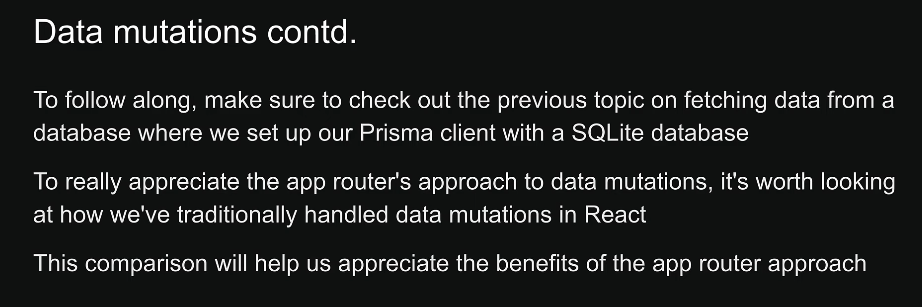 Data mutations contd.
To follow along, make sure to check out the previous topic on fetching data from a
database where we set up our Prisma client with a SQLite database
To really appreciate the app router's approach to data mutations, it's worth looking
at how we've traditionally handled data mutations in React
This comparison will help us appreciate the benefits of the app router approach